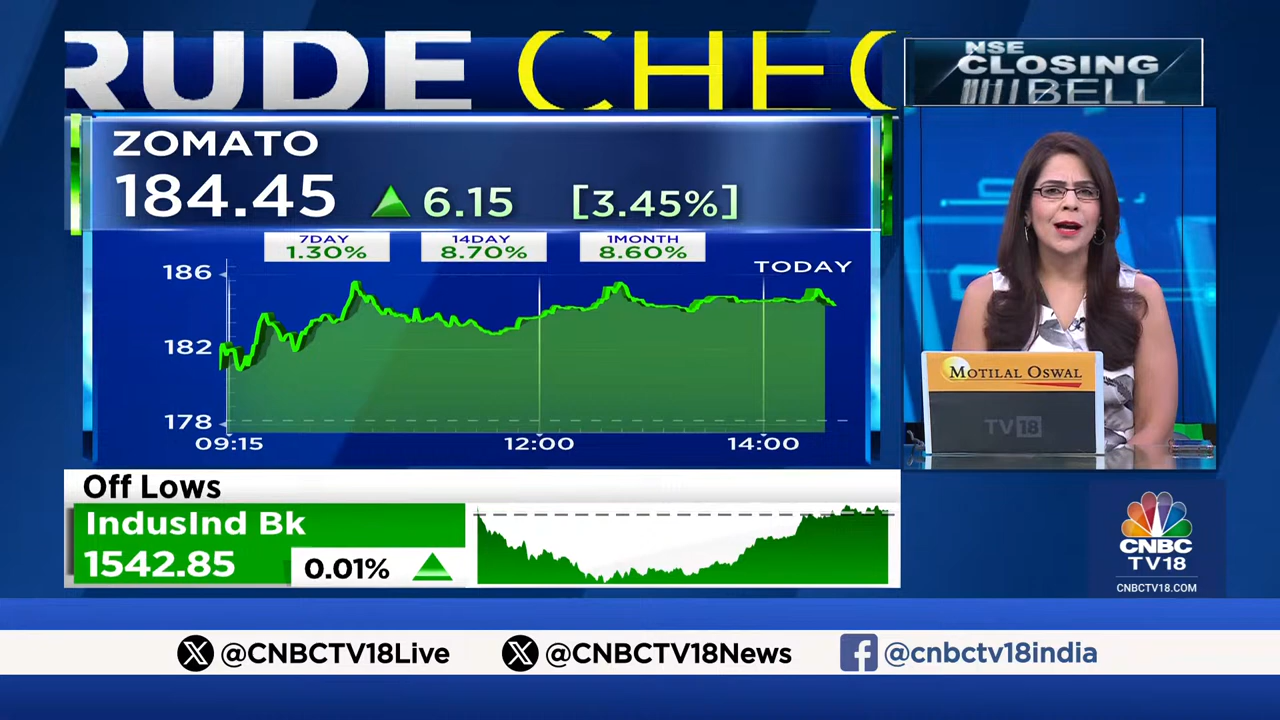 RUDE CHEC
NSE
CLOSING
BELL
ZOMATO
184.45 6.15 [3.45%]
7DAY
1.30%
14DAY
8.70%
1MONTH
8.60%
TODAY
186
182
178
09:15 12:00 14:00
MOTILAL OSWAL
TV18
Off Lows
IndusInd Bk
1542.85 0.01%
CNBC
TV18
CNBCTV18.COM
@CNBCTV18Live @CNBCTV18News @cnbctv18india